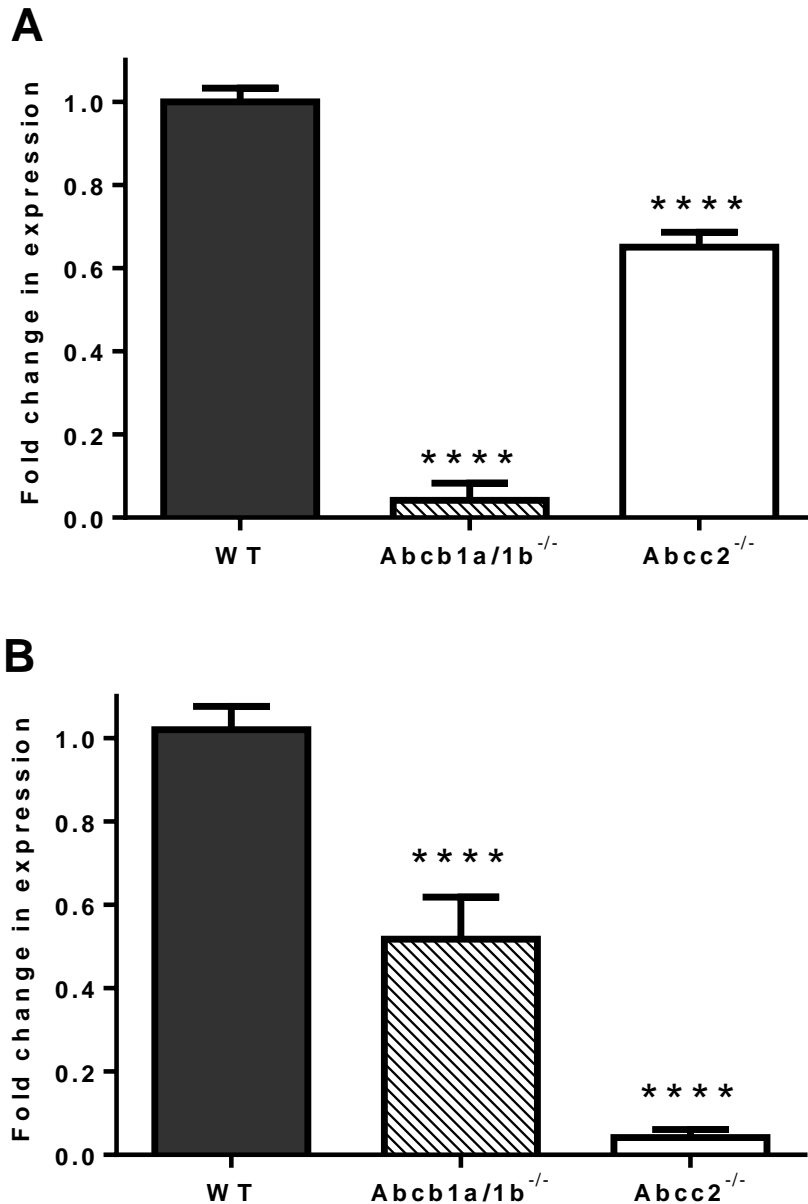 A
Fold change in expression
1.0
0.8
0.6
0.4
0.2
0.0
****
****
WT Abcb1a/1b-/- Abcc2-/-
B
Fold change in expression
1.0
0.8
0.6
0.4
0.2
0.0
****
****
WT Abcb1a/1b-/- Abcc2-/-